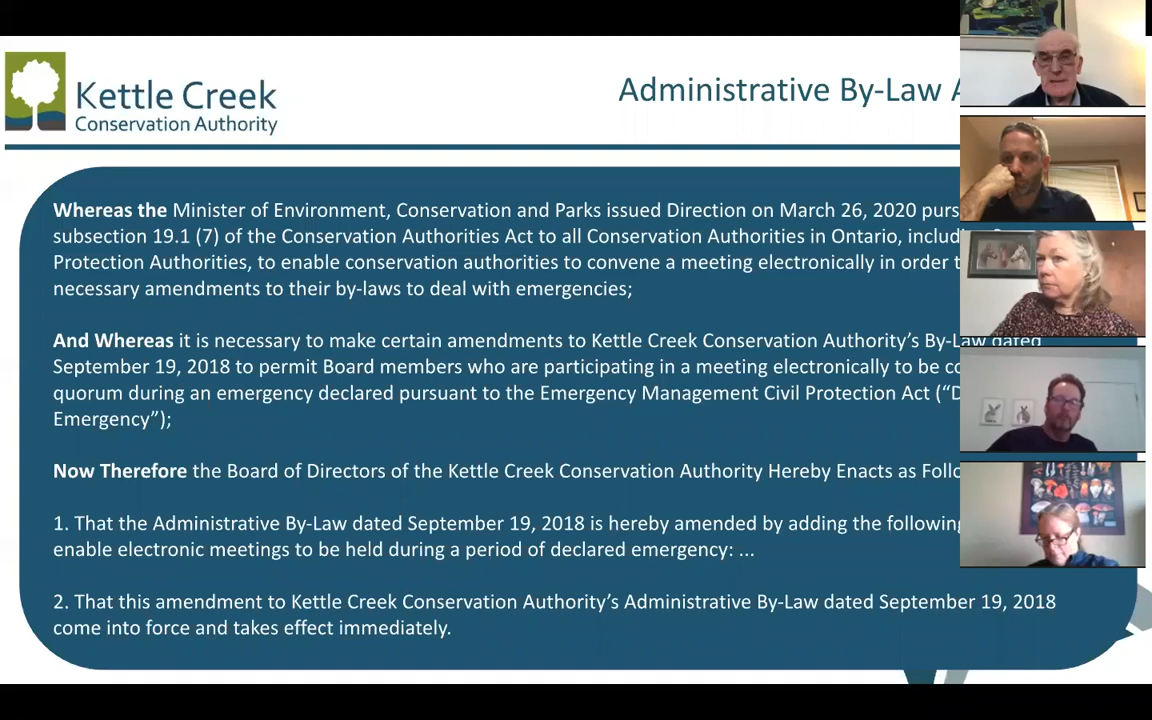 Kettle Creek
Conservation Authority
Administrative By-Law
Whereas the Minister of Environment, Conservation and Parks issued Direction on March 26, 2020
subsection 19.1 (7) of the Conservation Authorities Act to all Conservation Authorities in Ontario,
Protection Authorities, to enable conservation authorities to convene a meeting electronically in order
necessary amendments to their by-laws to deal with emergencies;
And Whereas it is necessary to make certain amendments to Kettle Creek Conservation Authority's By-Law dated
September 19, 2018 to permit Board members who are participating in a meeting electronically to be
quorum during an emergency declared pursuant to the Emergency Management Civil Protection Act
Emergency");
Now Therefore the Board of Directors of the Kettle Creek Conservation Authority Hereby Enacts as
1. That the Administrative By-Law dated September 19, 2018 is hereby amended by adding the following
enable electronic meetings to be held during a period of declared emergency: ...
2. That this amendment to Kettle Creek Conservation Authority's Administrative By-Law dated September 19, 2018
come into force and takes effect immediately.